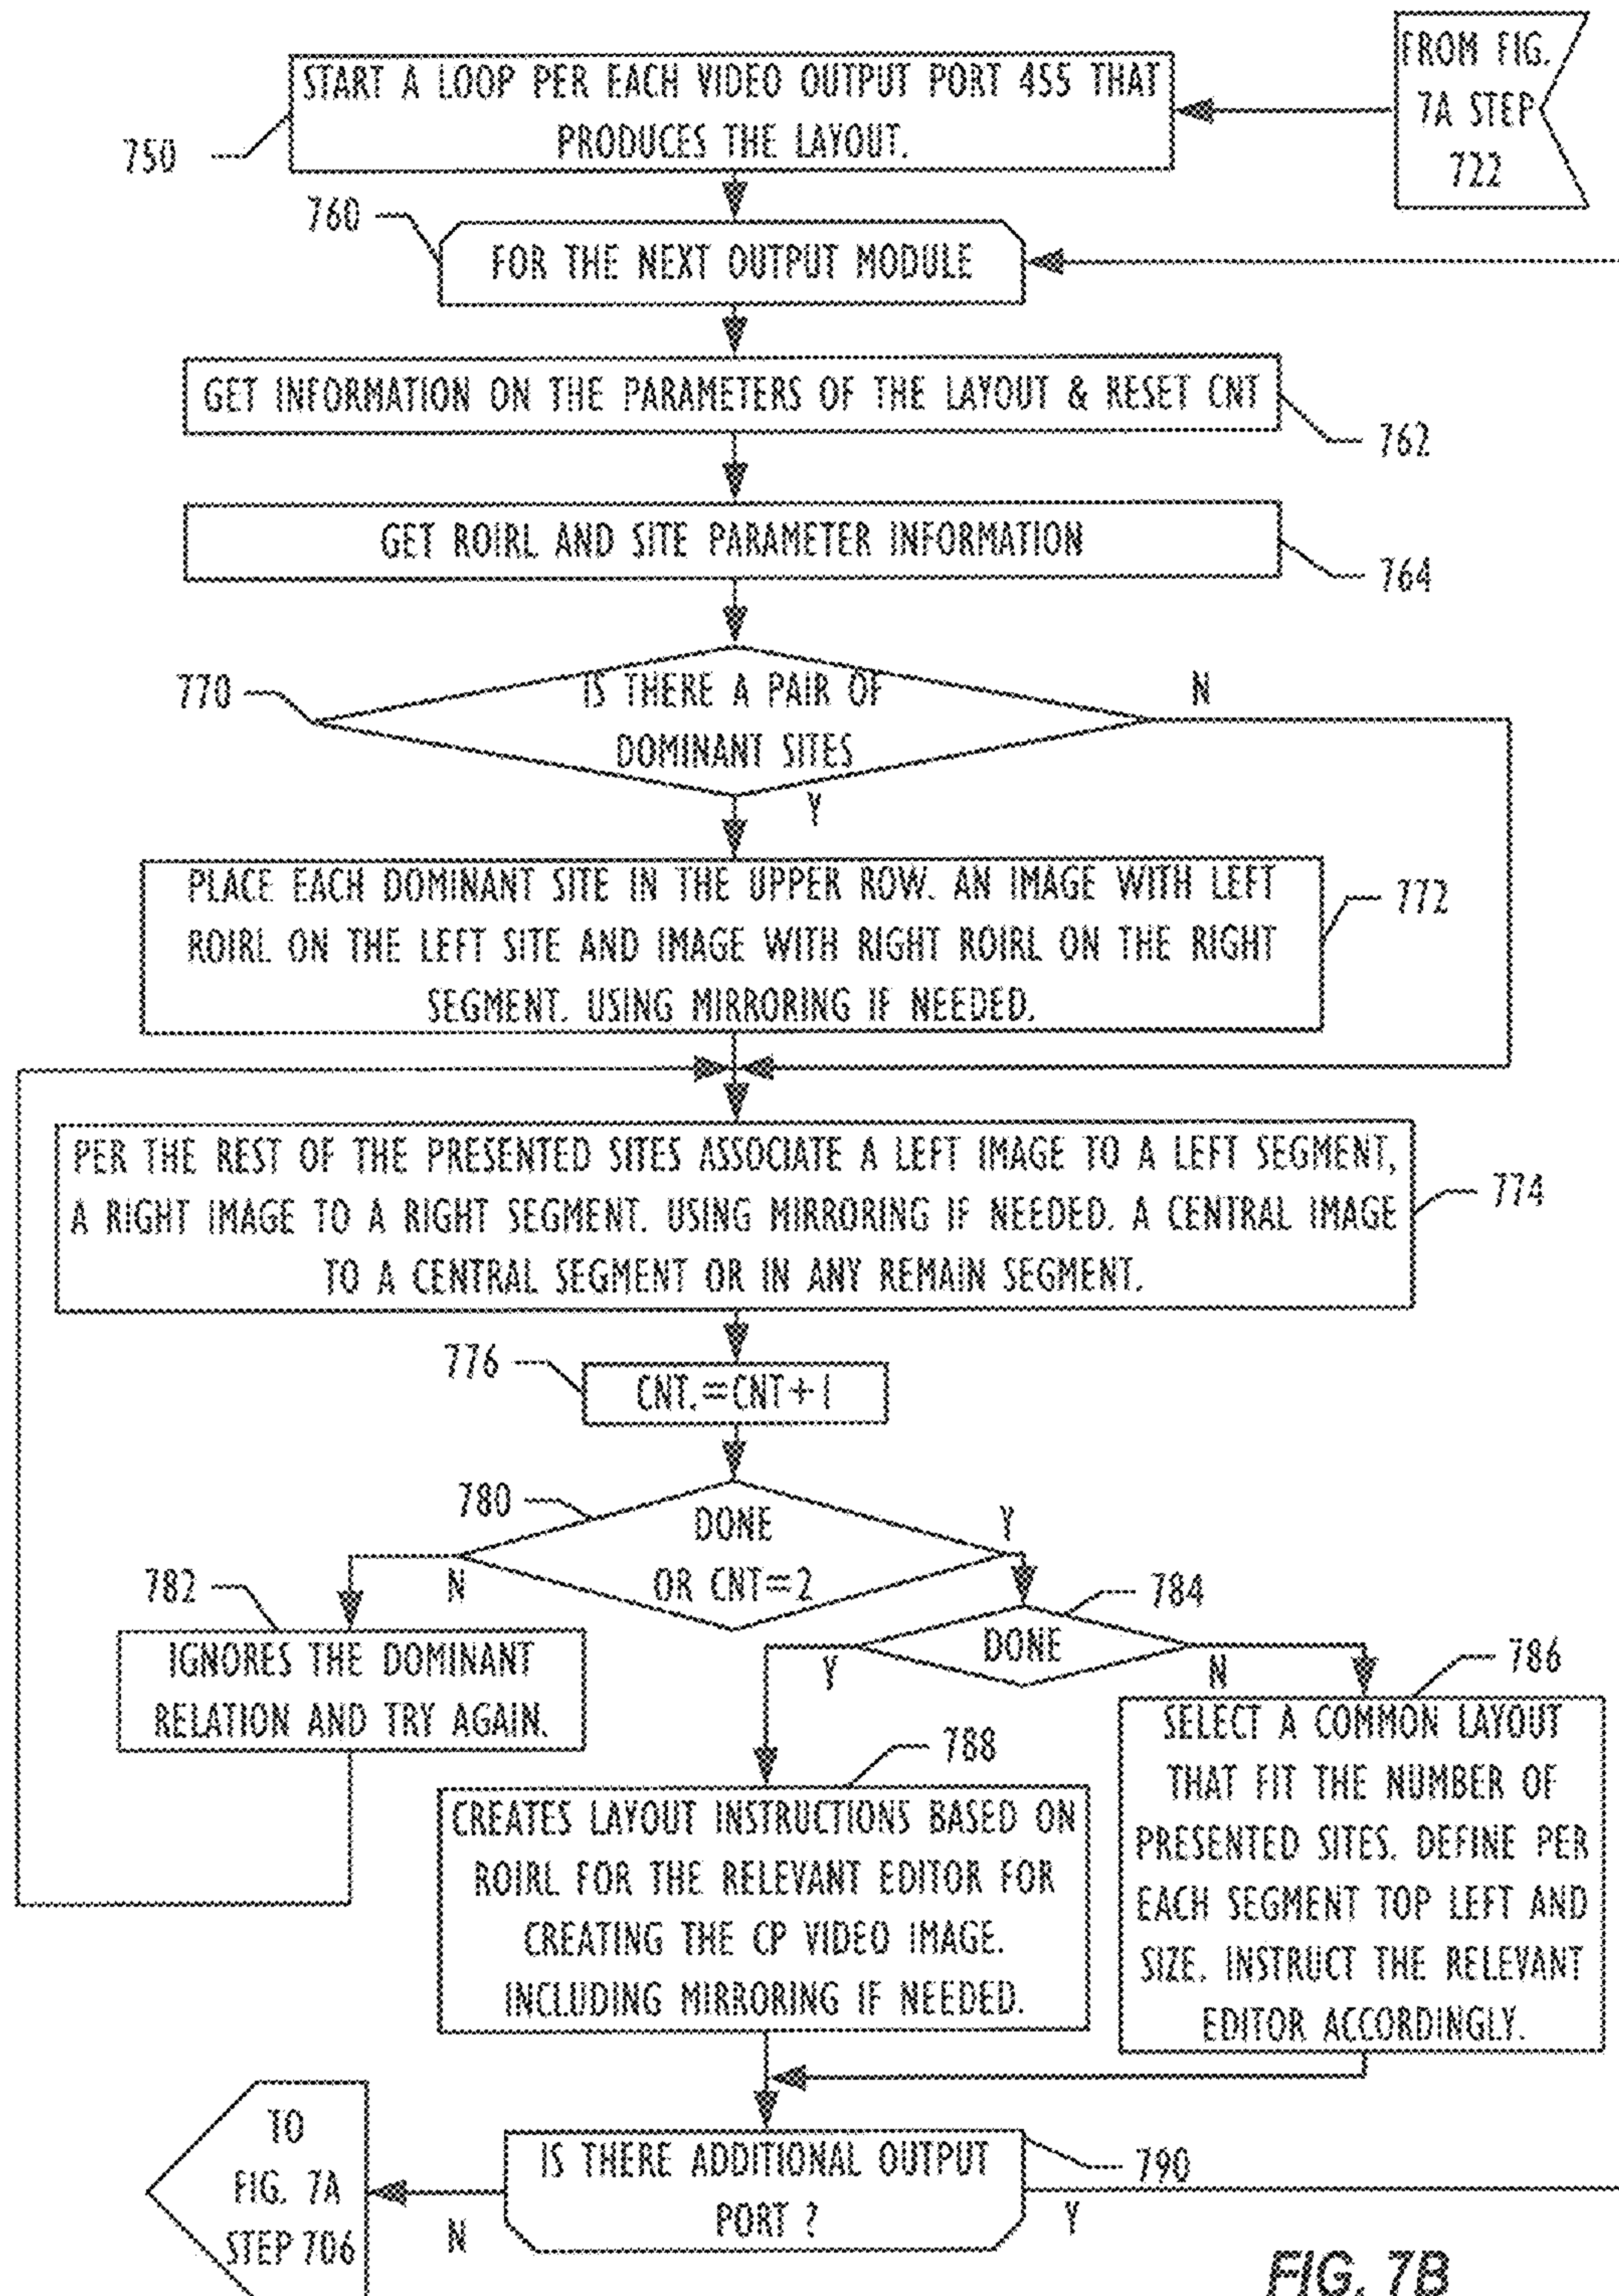 FROM FIG.
7A STEP
722
START A LOOP PER EACH VIDEO OUTPUT PORT 455 THAT
PRODUCES THE LAYOUT.
750
760
FOR THE NEXT OUTPUT MODULE
GET INFORMATION ON THE PARAMETERS OF THE LAYOUT & RESET CNT
762
GET ROIRL AND SITE PARAMETER INFORMATION
764
770
IS THERE A PAIR OF
DOMINANT SITES
N
Y
PLACE EACH DOMINANT SITE IN THE UPPER ROW. AN IMAGE WITH LEFT
ROIRL ON THE LEFT SITE AND IMAGE WITH RIGHT ROIRL ON THE RIGHT
SEGMENT. USING MIRRORING IF NEEDED.
772
PER THE REST OF THE PRESENTED SITES ASSOCIATE A LEFT IMAGE TO A LEFT SEGMENT,
A RIGHT IMAGE TO A RIGHT SEGMENT. USING MIRRORING IF NEEDED. A CENTRAL IMAGE
TO A CENTRAL SEGMENT OR IN ANY REMAIN SEGMENT.
774
776
CNT.=CNT+1
780
DONE
OR CNT=2
Y
N
782
IGNORES THE DOMINANT
RELATION AND TRY AGAIN.
784
DONE
Y
N
786
SELECT A COMMON LAYOUT
THAT FIT THE NUMBER OF
PRESENTED SITES. DEFINE PER
EACH SEGMENT TOP LEFT AND
SIZE. INSTRUCT THE RELEVANT
EDITOR ACCORDINGLY.
788
CREATES LAYOUT INSTRUCTIONS BASED ON
ROIRL FOR THE RELEVANT EDITOR FOR
CREATING THE CP VIDEO IMAGE.
INCLUDING MIRRORING IF NEEDED.
TO
FIG. 7A
STEP 706
IS THERE ADDITIONAL OUTPUT
PORT ?
790
N
Y
FIG. 7B